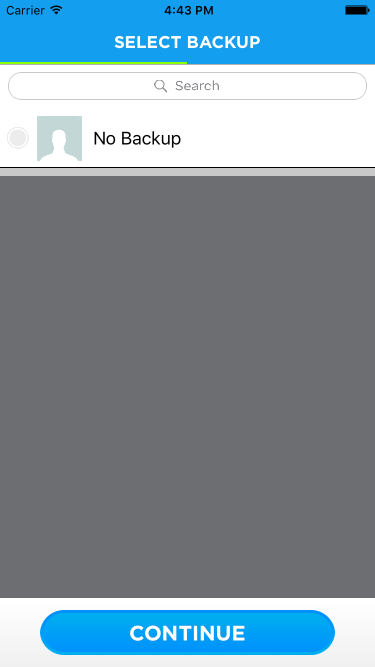 Carrier 4:43 PM
SELECT BACKUP
Search
No Backup
CONTINUE